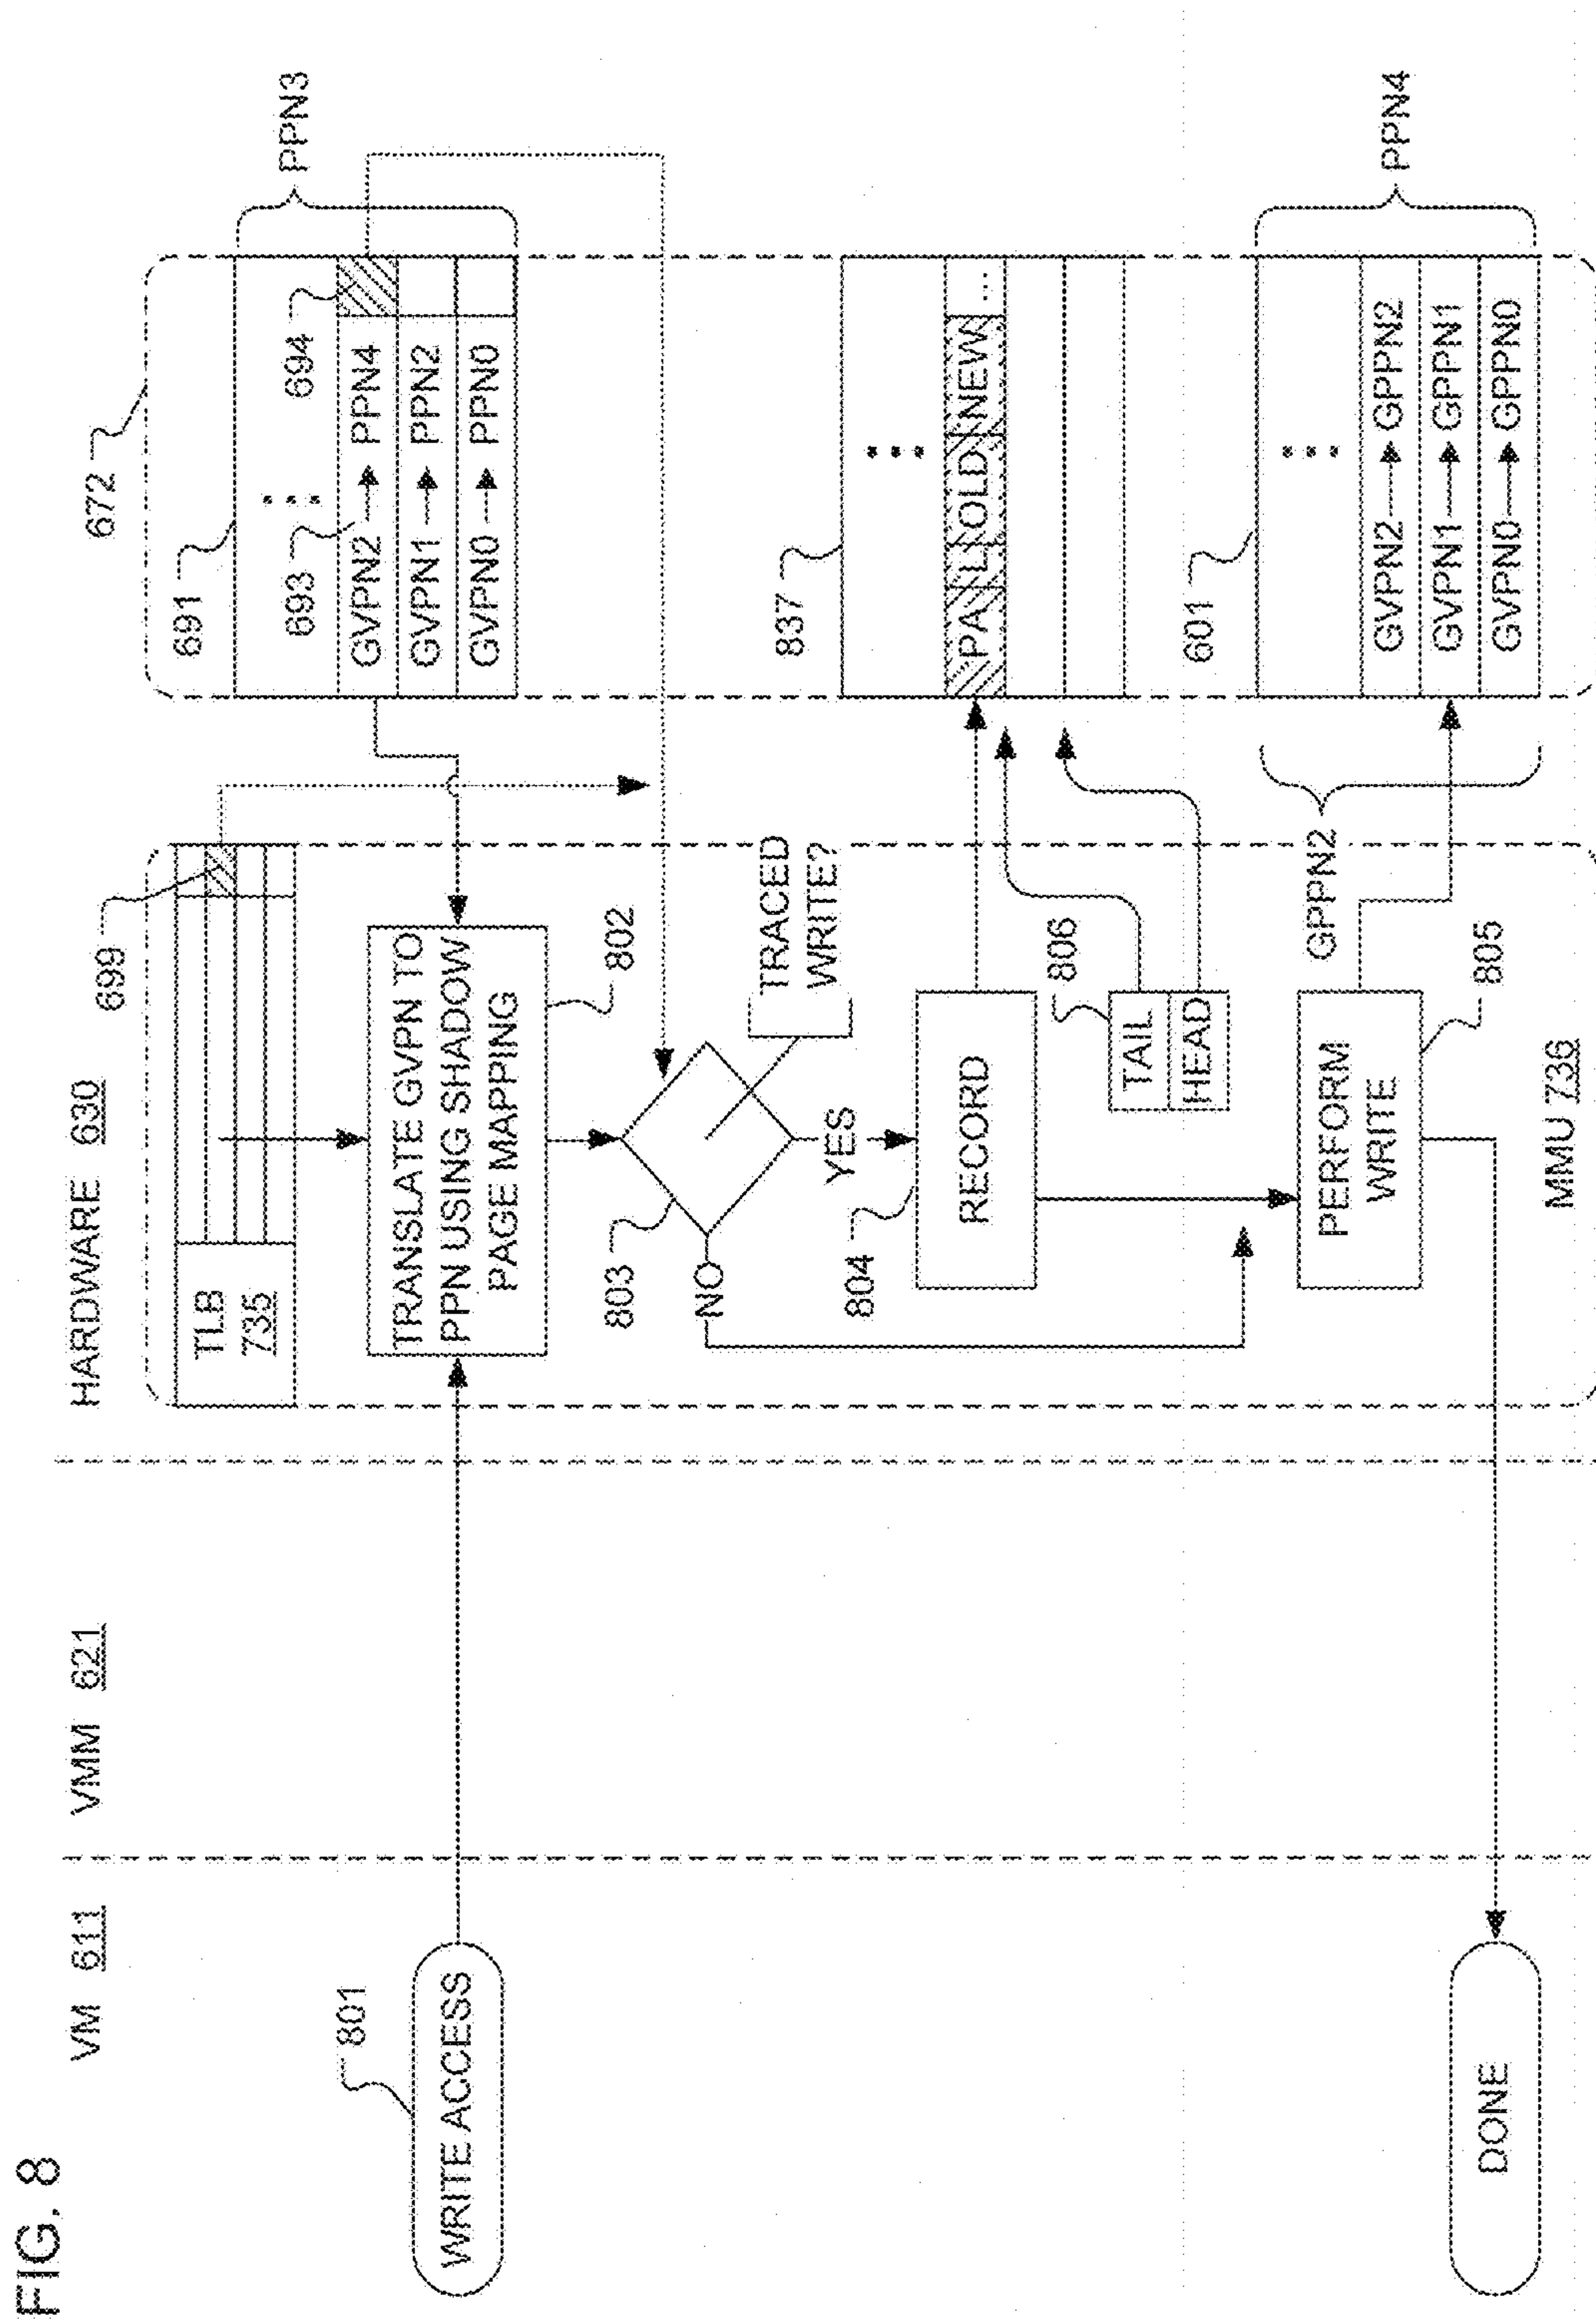 FIG. 8
VM 611
VMM 621
HARDWARE 630
672
699
TLB
735
691
PPN3
693
694
GVPN2 → PPN4
GVPN1 → PPN2
GVPN0 → PPN0
801
WRITE ACCESS
TRANSLATE GVPN TO
PPN USING SHADOW
PAGE MAPPING
802
803
NO
YES
TRACED
WRITE?
837
PA L OLD NEW ...
804
RECORD
806
TAIL
HEAD
601
GPPN2
PPN4
GVPN2 → GPPN2
GVPN1 → GPPN1
GVPN0 → GPPN0
PERFORM
WRITE
805
DONE
MMU 736